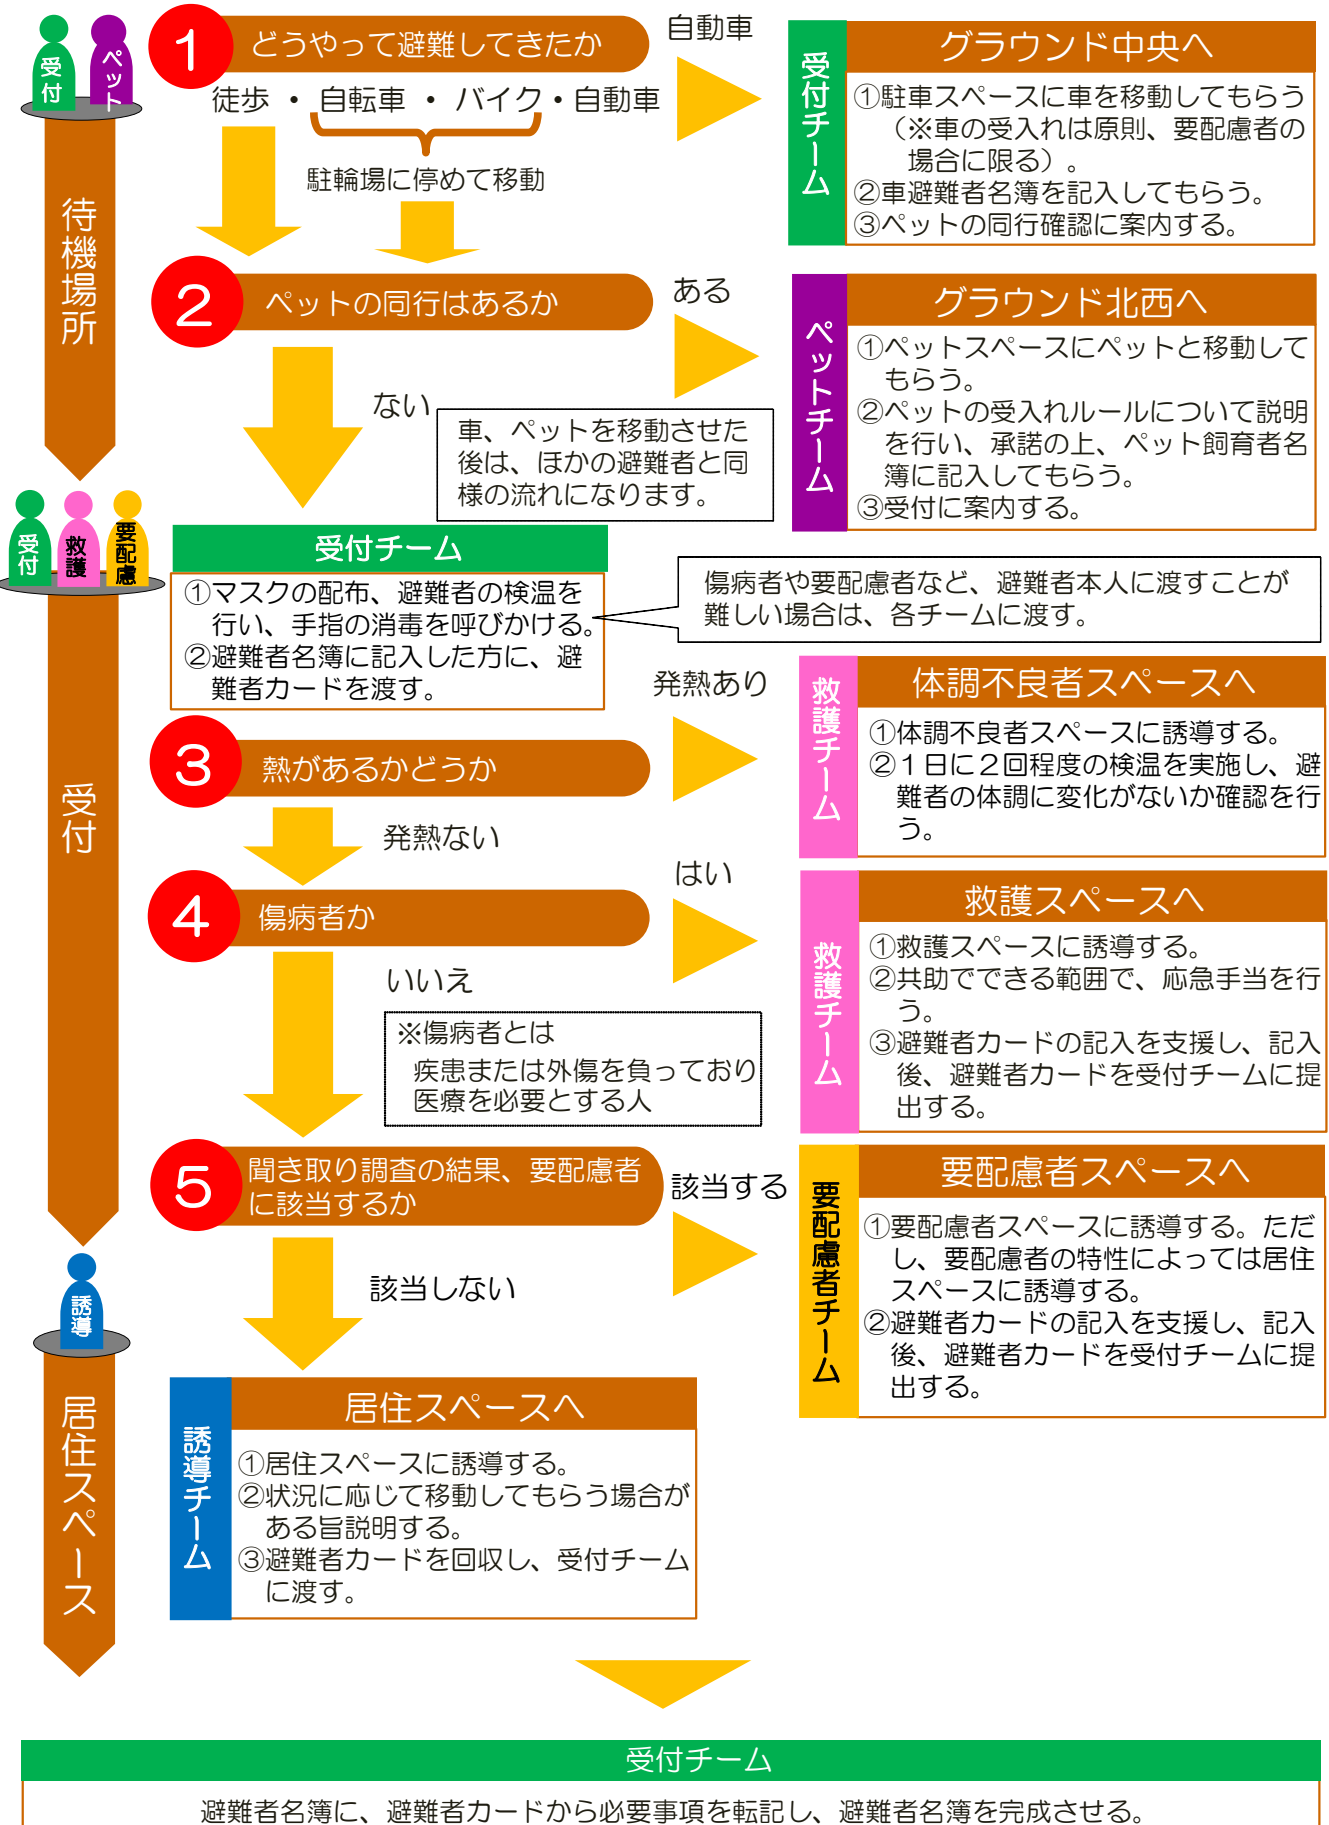 受付
ペット
待機場所
1
どうやって避難してきたか
自動車
徒歩 ・ 自転車 ・ バイク・自動車
駐輪場に停めて移動
受付チーム
グラウンド中央へ
①駐車スペースに車を移動してもらう
（※車の受入れは原則、要配慮者の
場合に限る）。
②車避難者名簿を記入してもらう。
③ペットの同行確認に案内する。
2
ペットの同行はあるか
ある
ない
車、ペットを移動させた
後は、ほかの避難者と同
様の流れになります。
ペットチーム
グラウンド北西へ
①ペットスペースにペットと移動して
もらう。
②ペットの受入れルールについて説明
を行い、承諾の上、ペット飼育者名
簿に記入してもらう。
③受付に案内する。
受付
救護
要配慮
受付
受付チーム
①マスクの配布、避難者の検温を
行い、手指の消毒を呼びかける。
②避難者名簿に記入した方に、避
難者カードを渡す。
傷病者や要配慮者など、避難者本人に渡すことが
難しい場合は、各チームに渡す。
3
熱があるかどうか
発熱あり
発熱ない
救護チーム
体調不良者スペースへ
①体調不良者スペースに誘導する。
②１日に２回程度の検温を実施し、避
難者の体調に変化がないか確認を行
う。
4
傷病者か
はい
いいえ
※傷病者とは
疾患または外傷を負っており
医療を必要とする人
救護チーム
救護スペースへ
①救護スペースに誘導する。
②共助でできる範囲で、応急手当を行
う。
③避難者カードの記入を支援し、記入
後、避難者カードを受付チームに提
出する。
5
聞き取り調査の結果、要配慮者
に該当するか
該当する
該当しない
要配慮者チーム
要配慮者スペースへ
①要配慮者スペースに誘導する。ただ
し、要配慮者の特性によっては居住
スペースに誘導する。
②避難者カードの記入を支援し、記入
後、避難者カードを受付チームに提
出する。
誘導
居住スペース
誘導チーム
居住スペースへ
①居住スペースに誘導する。
②状況に応じて移動してもらう場合が
ある旨説明する。
③避難者カードを回収し、受付チーム
に渡す。
受付チーム
避難者名簿に、避難者カードから必要事項を転記し、避難者名簿を完成させる。